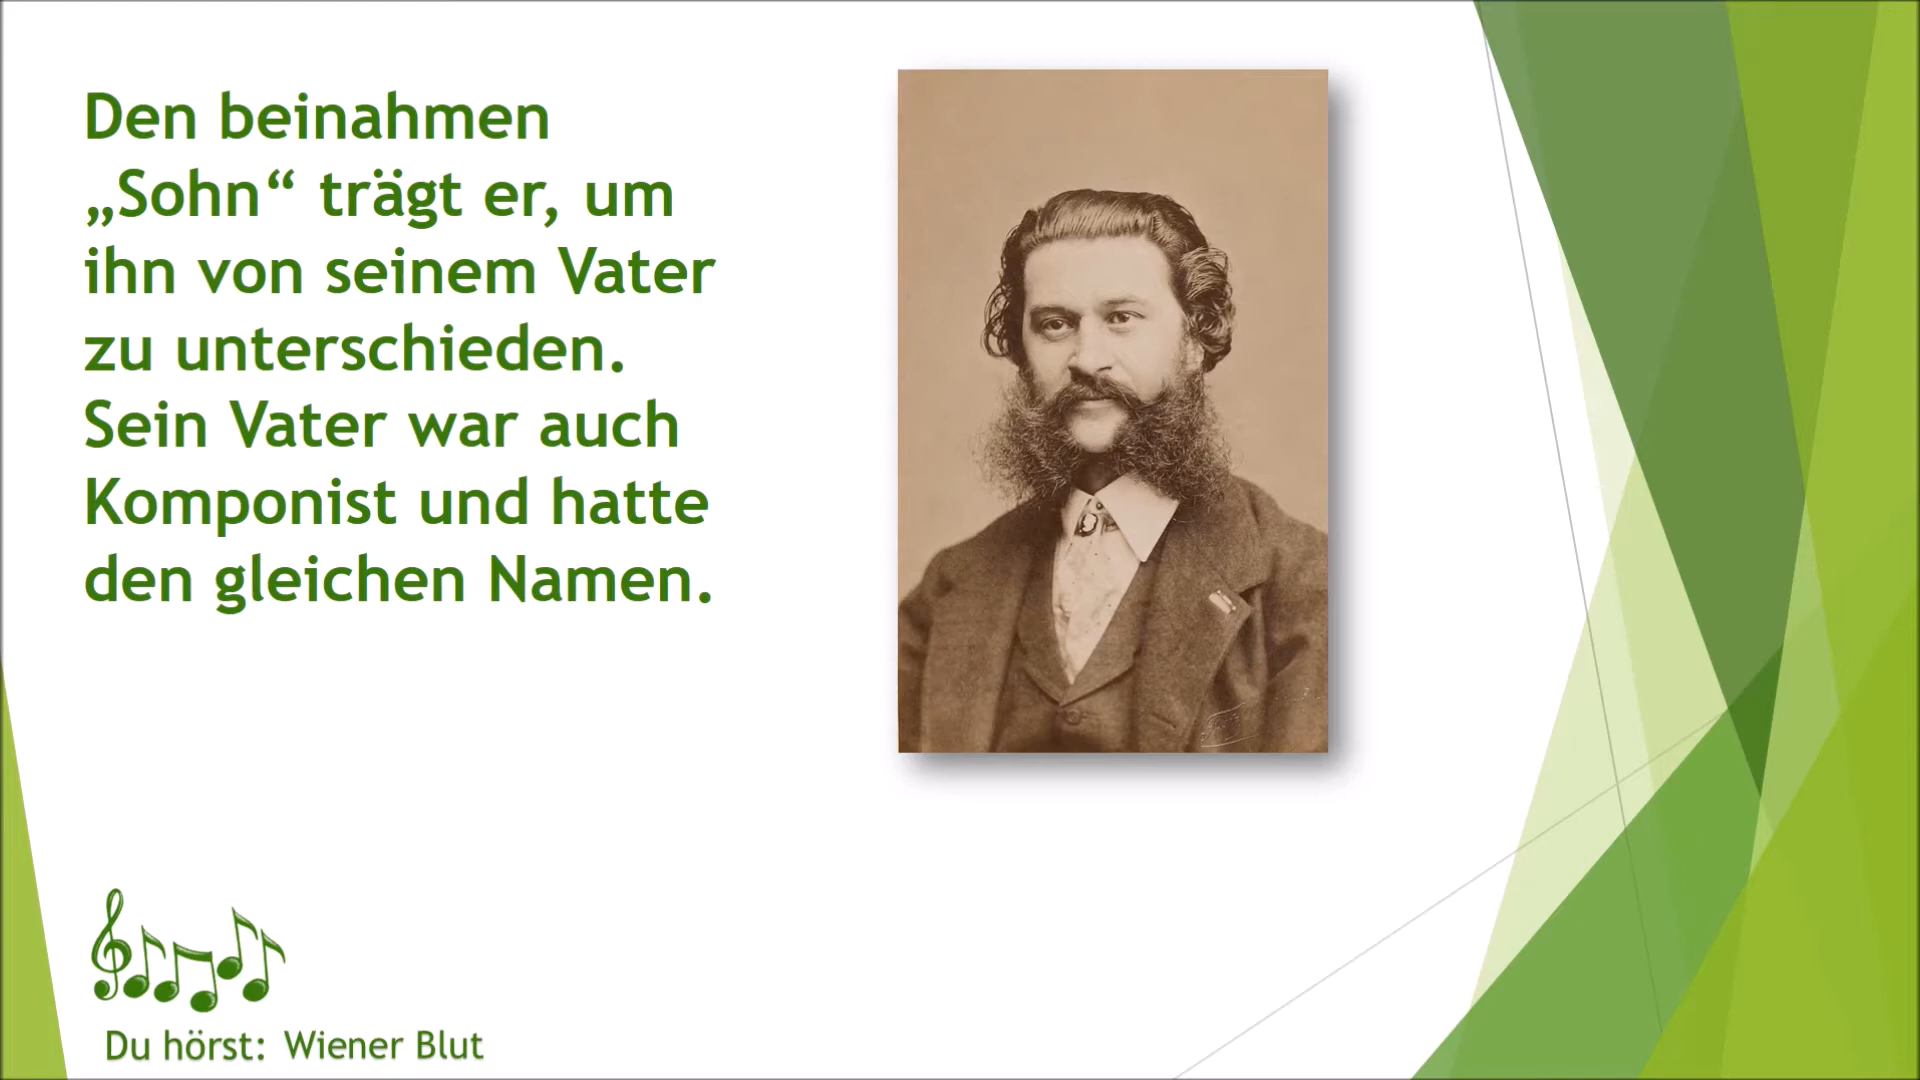 Den beinahmen
„Sohn“ trägt er, um
ihn von seinem Vater
zu unterschieden.
Sein Vater war auch
Komponist und hatte
den gleichen Namen.
Du hörst: Wiener Blut